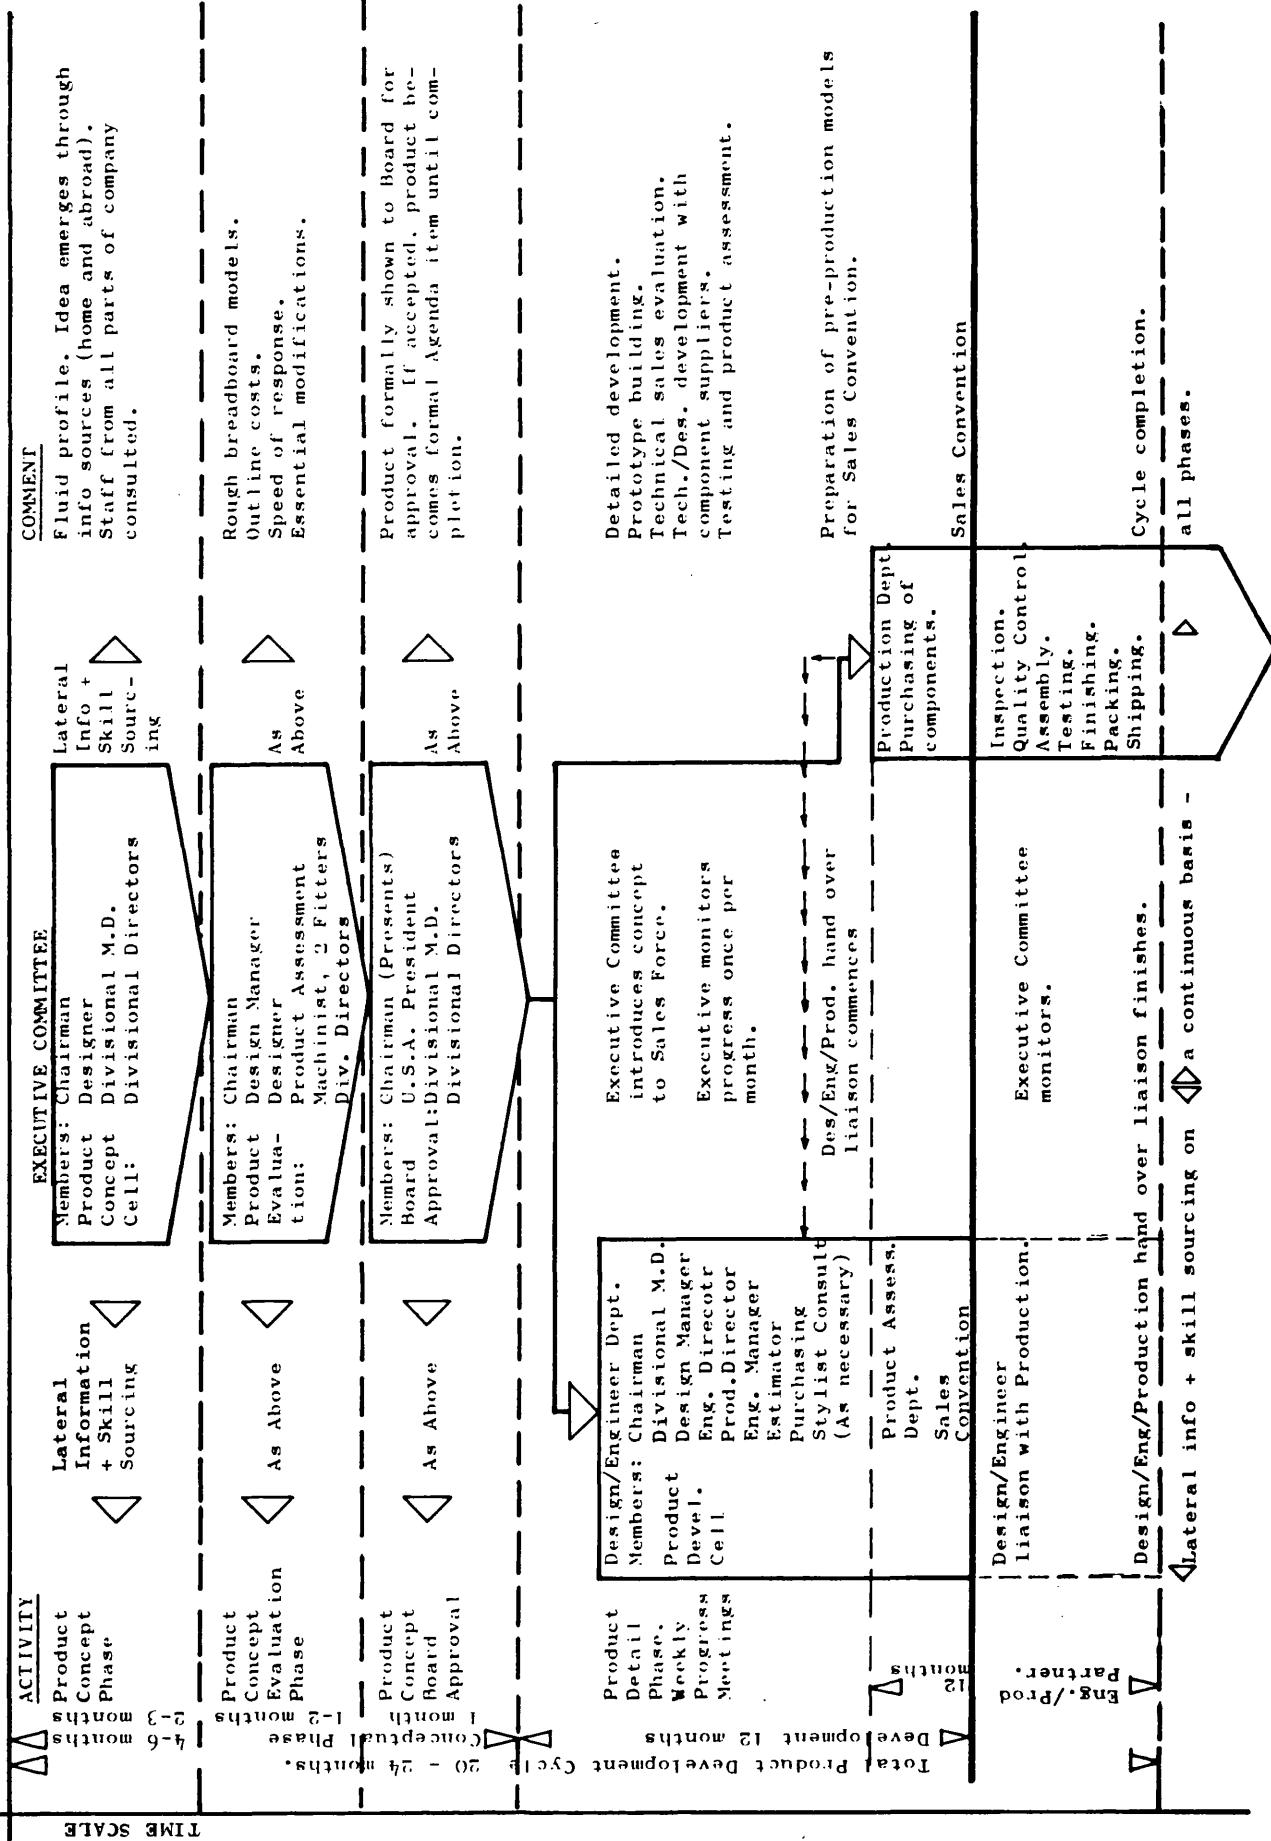 TIME SCALE
ACTIVITY
EXECUTIVE COMMITTEE
COMMENT
Total Product Development Cycle 20 - 24 months.
4-6 months
Conceptual Phase
2-3 months
Product
Concept
Phase
Lateral
Information
+ Skill
Sourcing
Members: Chairman
Product Designer
Concept Divisional M.D.
Cell: Divisional Directors
Lateral
Info +
Skill
Sourc-
ing
Fluid profile. Idea emerges through
info sources (home and abroad).
Staff from all parts of company
consulted.
1-2 months
Product
Concept
Evaluation
Phase
As Above
Members: Chairman
Product Design Manager
Evalua- Designer
tion: Product Assessment
Machinist, 2 Fitters
Div. Directors
As
Above
Rough breadboard models.
Outline costs.
Speed of response.
Essential modifications.
1 month
Product
Concept
Board
Approval
As Above
Members: Chairman (Presents)
Board U.S.A. President
Approval: Divisional M.D.
Divisional Directors
As
Above
Product formally shown to Board for
approval. If accepted, product be-
comes formal Agenda item until com-
pletion.
Development 12 months
Product
Detail
Phase.
Weekly
Progress
Meetings
Design/Engineer Dept.
Members: Chairman
Divisional M.D.
Product Design Manager
Devel. Eng. Direcotr
Cell Prod.Director
Eng. Manager
Estimator
Purchasing
Stylist Consult
(As necessary)
Executive Committee
introduces concept
to Sales Force.
Executive monitors
progress once per
month.
Des/Eng/Prod. hand over
liaison commences
Detailed development.
Prototype building.
Technical sales evaluation.
Tech./Des. development with
component suppliers.
Testing and product assessment.
Preparation of pre-production models
for Sales Convention.
12
months
Product Assess.
Dept.
Sales
Convention
Production Dept
Purchasing of
components.
Sales Convention
Eng./Prod
Partner.
Design/Engineer
liaison with Production.
Executive Committee
monitors.
Inspection.
Quality Control
Assembly.
Testing.
Finishing.
Packing.
Shipping.
Design/Eng/Production hand over liaison finishes.
Cycle completion.
Lateral info + skill sourcing on a continuous basis - all phases.